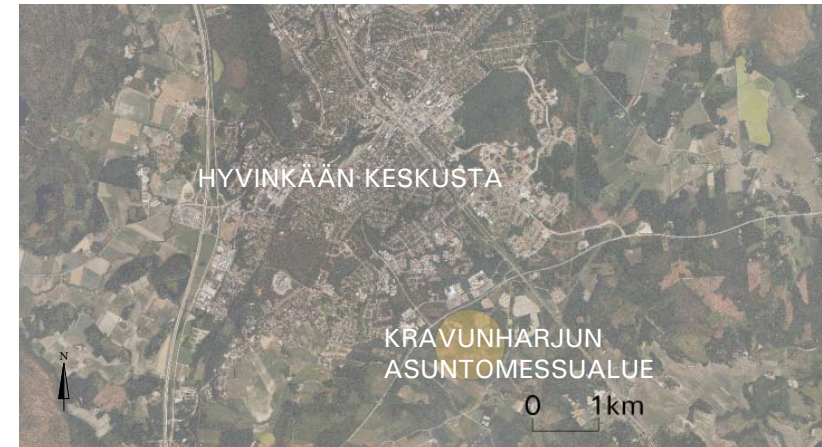 HYVINKÄÄN KESKUSTA
KRAVUNHARJUN
ASUNTOMESSUALUE
N
0 1km